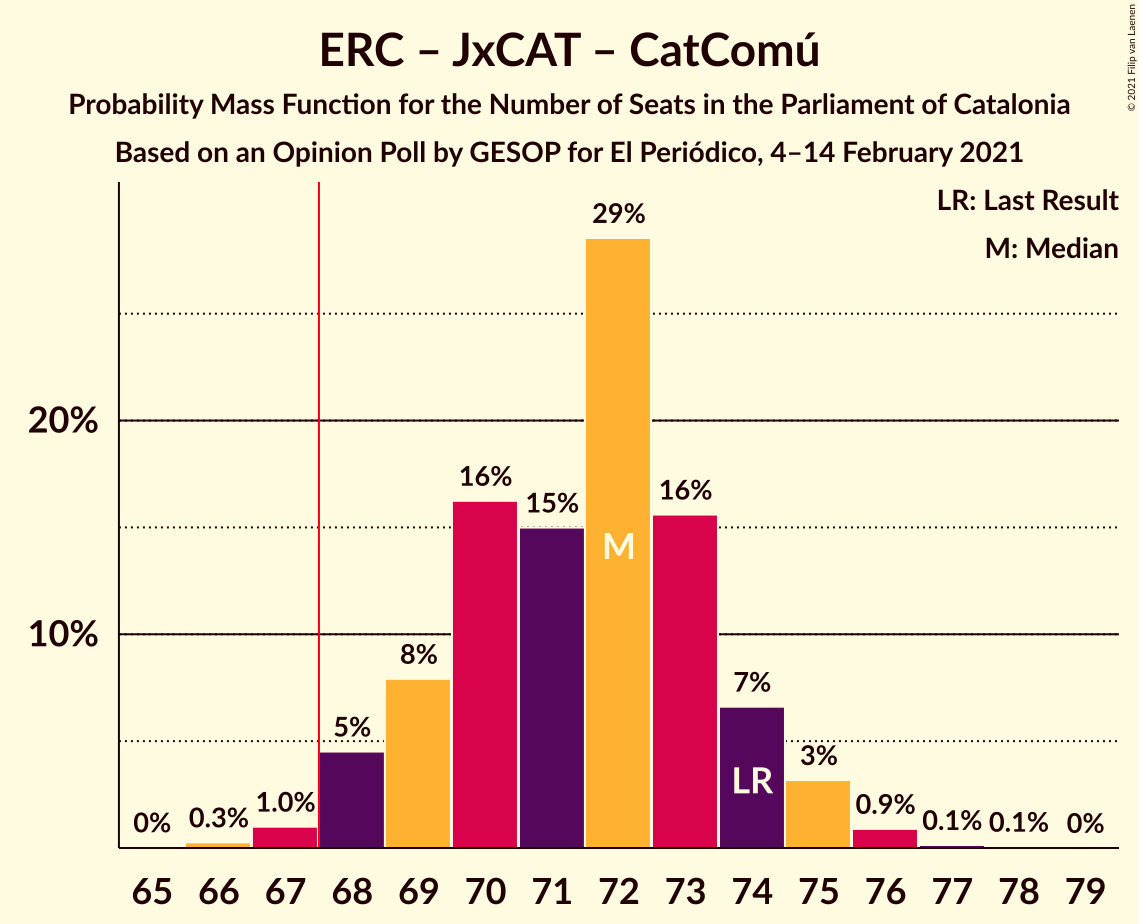 ERC – JxCAT – CatComú
Probability Mass Function for the Number of Seats in the Parliament of Catalonia
Based on an Opinion Poll by GESOP for El Periódico, 4–14 February 2021
© 2021 Filip van Laenen
LR: Last Result
M: Median
20%
10%
0% 0.3% 1.0% 5% 8% 16% 15% 29% 16% 7% 3% 0.9% 0.1% 0.1% 0%
M
LR
65 66 67 68 69 70 71 72 73 74 75 76 77 78 79